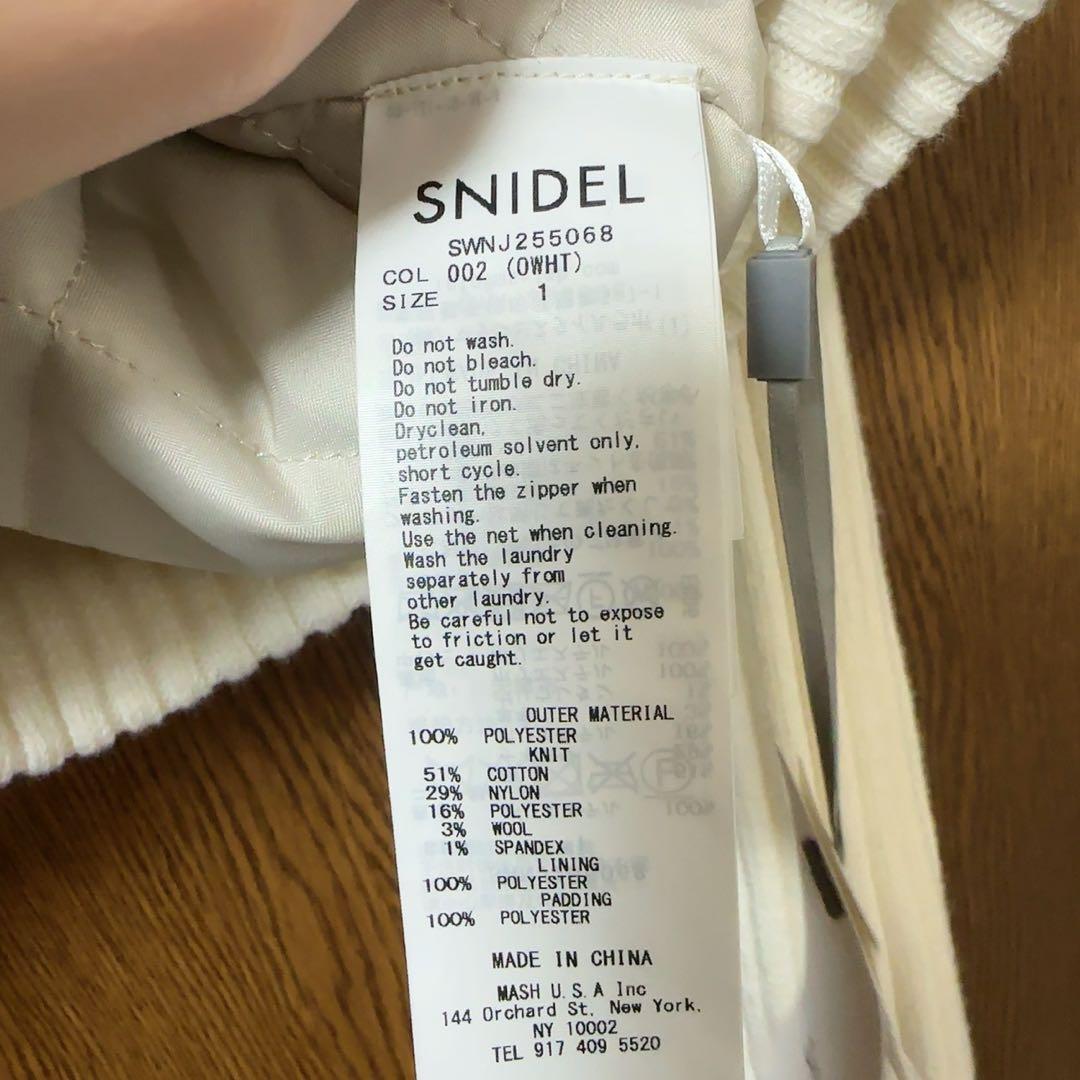 SNIDEL
SWNJ255068
COL 002 (OWHT)
SIZE 1
Do not wash.
Do not bleach.
Do not tumble dry.
Do not iron.
Dryclean,
petroleum solvent only,
short cycle.
Fasten the zipper when
washing.
Use the net when cleaning.
Wash the laundry
separately from
other laundry.
Be careful not to expose
to friction or let it
get caught.
OUTER MATERIAL
100% POLYESTER
KNIT
51% COTTON
29% NYLON
16% POLYESTER
3% WOOL
1% SPANDEX
LINING
100% POLYESTER
PADDING
100% POLYESTER
MADE IN CHINA
MASH U.S.A Inc
144 Orchard St, New York,
NY 10002
TEL 917 409 5520